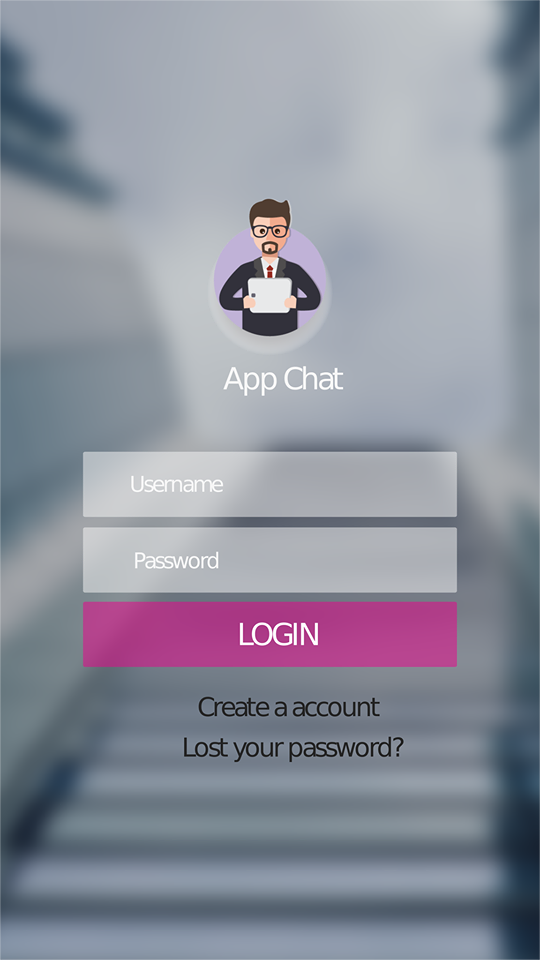 App Chat
Username
Password
LOGIN
Create a account
Lost your password?